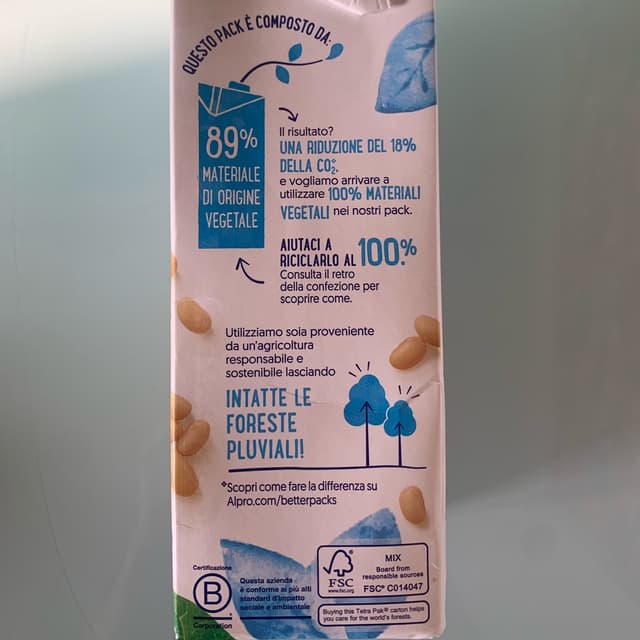 QUESTO PACK È COMPOSTO DA:
89%
MATERIALE
DI ORIGINE
VEGETALE
Il risultato?
UNA RIDUZIONE DEL 18%
DELLA CO₂*.
e vogliamo arrivare a
utilizzare 100% MATERIALI
VEGETALI nei nostri pack.
AIUTACI A
RICICLARLO AL 100%.
Consulta il retro
della confezione per
scoprire come.
Utilizziamo soia proveniente
da un'agricoltura
responsabile e
sostenibile lasciando
INTATTE LE
FORESTE
PLUVIALI!
*Scopri come fare la differenza su
Alpro.com/betterpacks
Certificazione
B
Corporation
Questa azienda
è conforme ai più alti
standard d'impatto
sociale e ambientale
FSC
www.fsc.org
MIX
Board from
responsible sources
FSC® C014047
Buying this Tetra Pak® carton helps
you care for the world's forests.